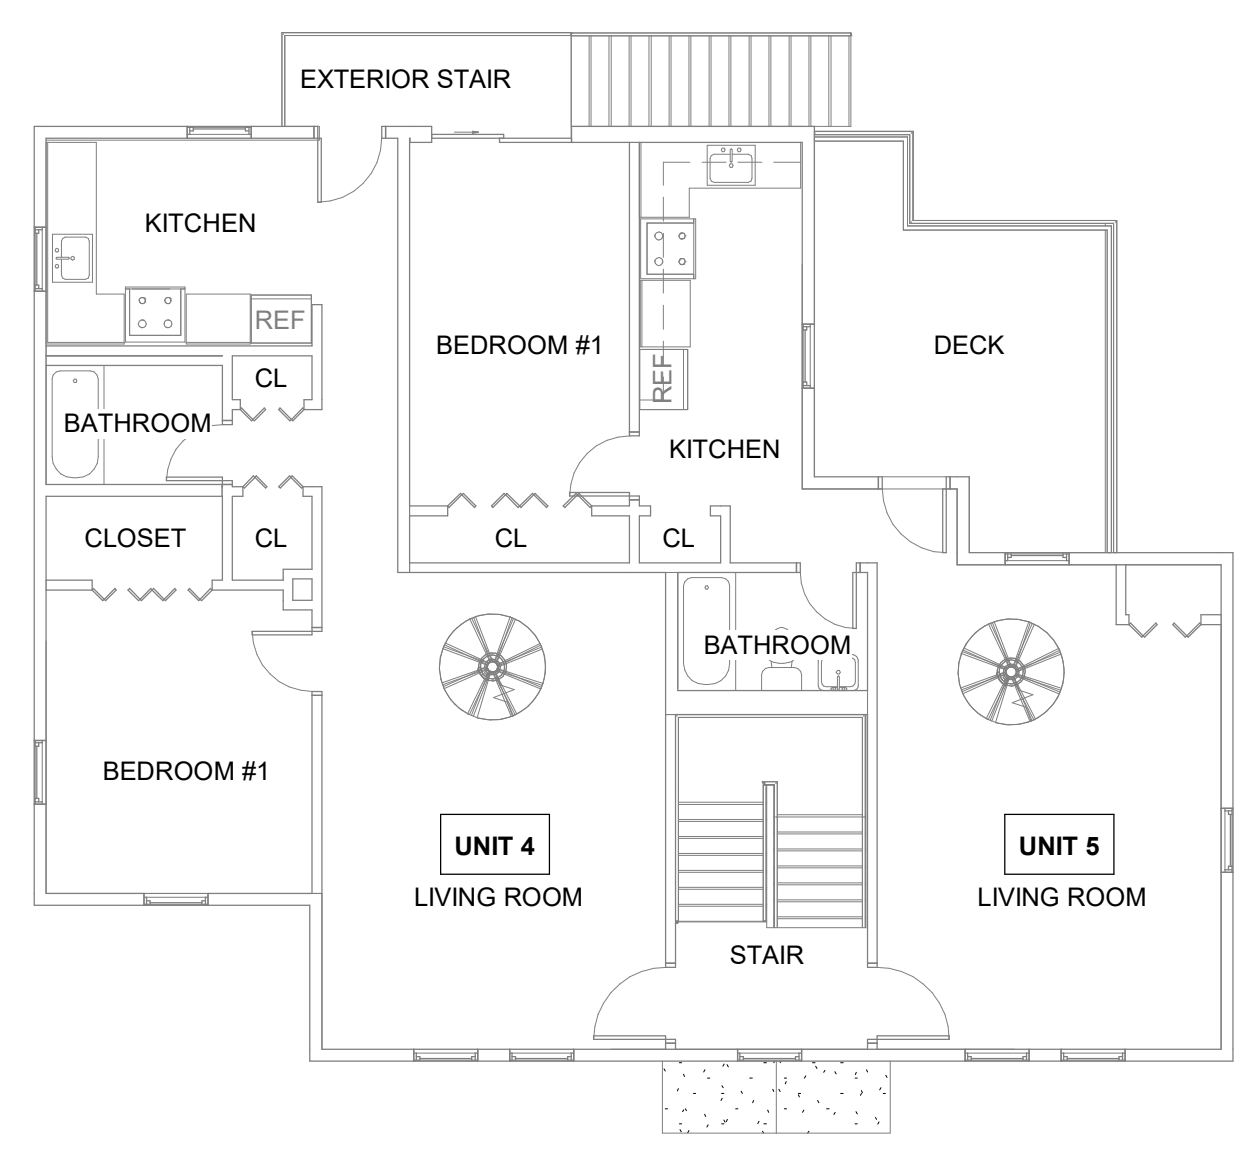 EXTERIOR STAIR
KITCHEN
REF
BEDROOM #1
DECK
REF
CL
BATHROOM
KITCHEN
CLOSET
CL
CL
CL
BATHROOM
BEDROOM #1
UNIT 4
LIVING ROOM
UNIT 5
LIVING ROOM
STAIR